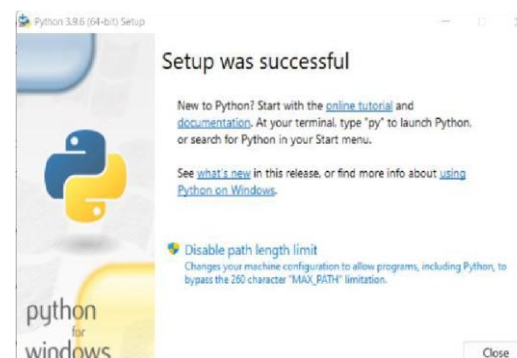 Python 3.9.6 (64-bit) Setup
Setup was successful
New to Python? Start with the online tutorial and
documentation. At your terminal, type "py" to launch Python,
or search for Python in your Start menu.
See what's new in this release, or find more info about using
Python on Windows.
Disable path length limit
Changes your machine configuration to allow programs, including Python, to
bypass the 260 character "MAX_PATH" limitation.
python
for
windows
Close